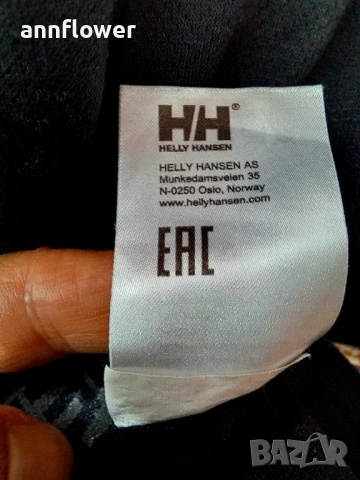 annflower
HH®
HELLY HANSEN
HELLY HANSEN AS
Munkedamsveien 35
N-0250 Oslo, Norway
www.hellyhansen.com
EAC
BAZAR